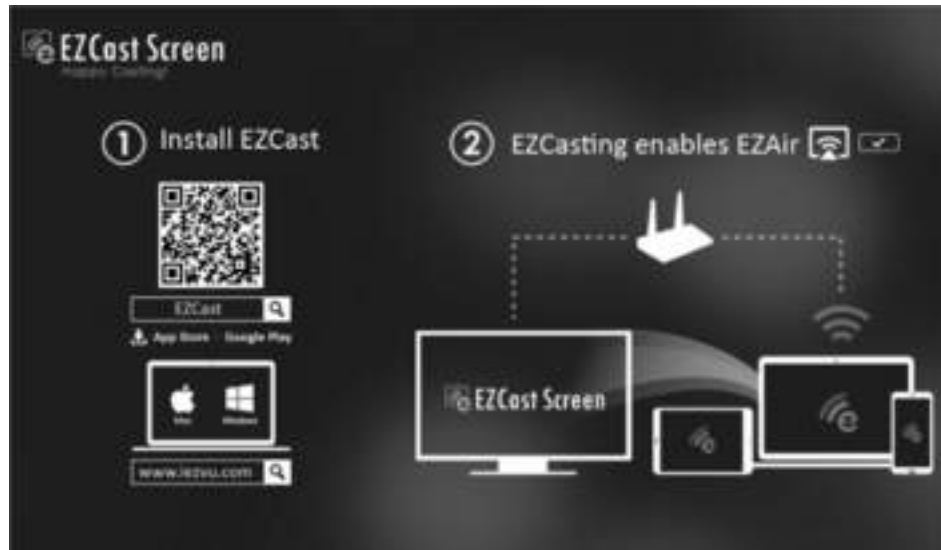 EZCast Screen
Happy Casting!
1 Install EZCast
EZCast
App Store Google Play
Mac Windows
www.iezvu.com
2 EZCasting enables EZAir
EZCast Screen